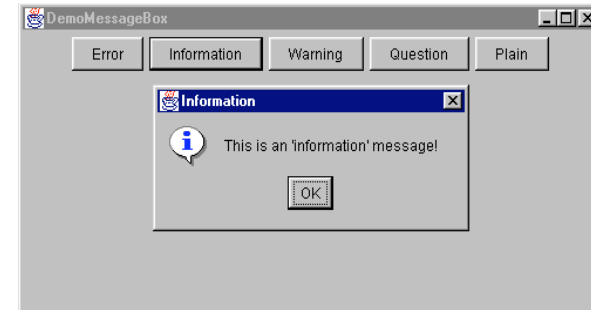 DemoMessageBox
Error Information Warning Question Plain
Information
This is an 'information' message!
OK